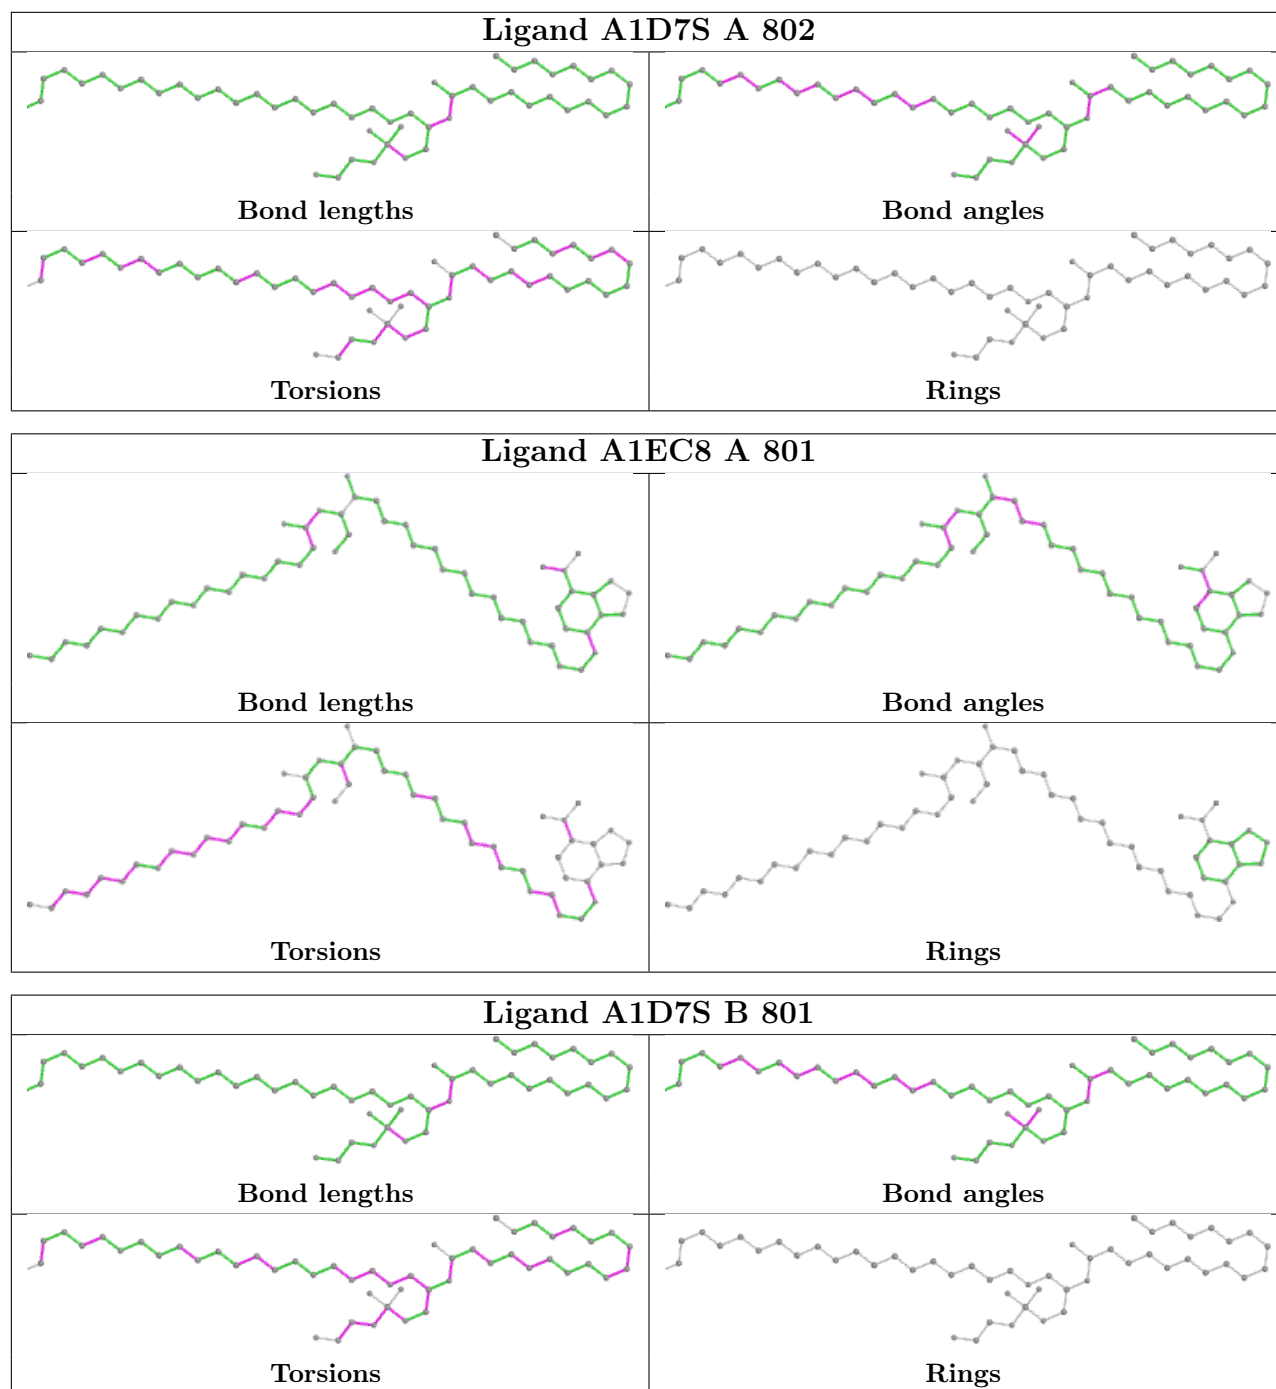 Ligand A1D7S A 802
Bond lengths
Bond angles
Torsions
Rings
Ligand A1EC8 A 801
Bond lengths
Bond angles
Torsions
Rings
Ligand A1D7S B 801
Bond lengths
Bond angles
Torsions
Rings